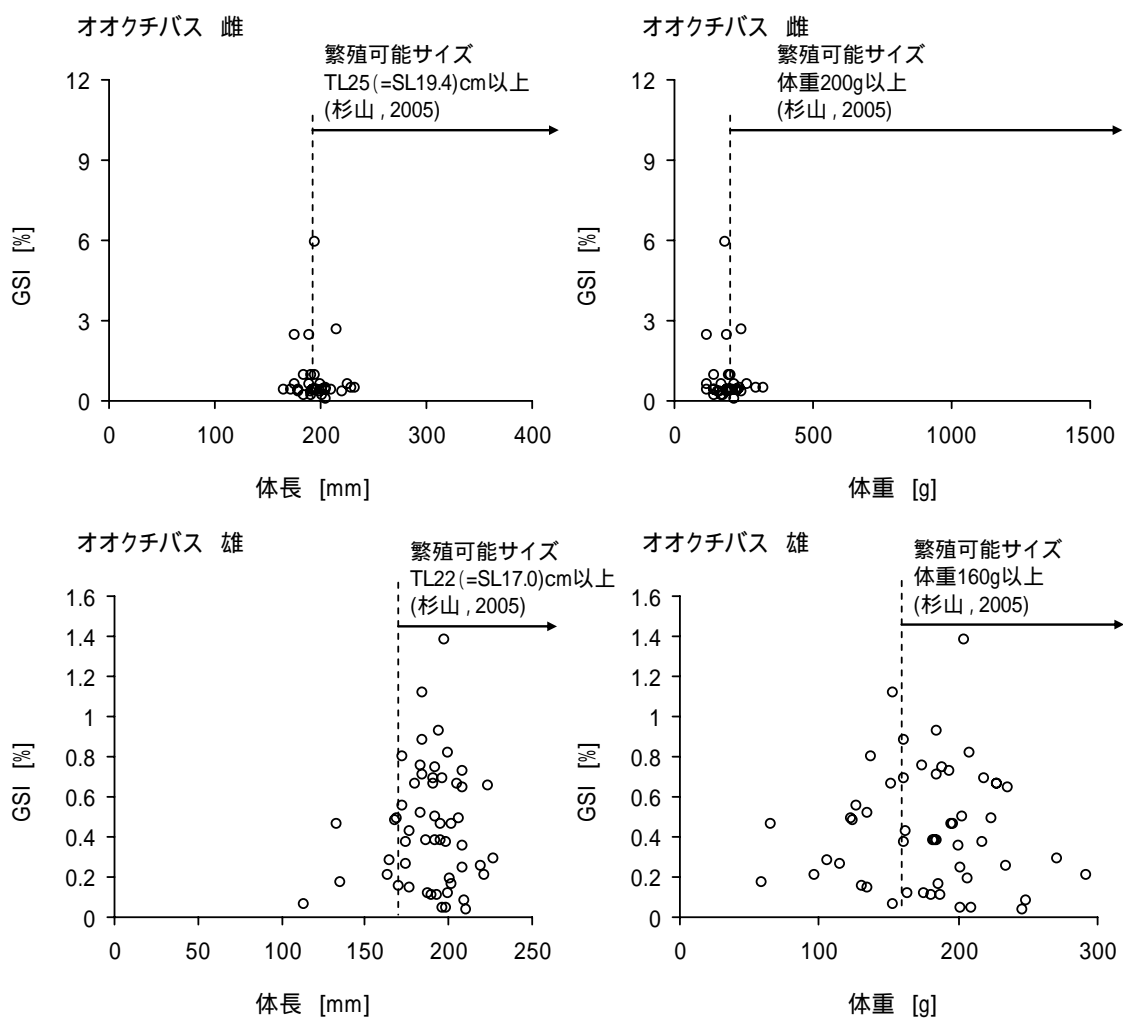 オオクチバス 雌
繁殖可能サイズ
TL25(=SL19.4)cm以上
(杉山,2005)
12
9
6
3
0
GSI [%]
0 100 200 300 400
体長 [mm]
オオクチバス 雌
繁殖可能サイズ
体重200g以上
(杉山,2005)
12
9
6
3
0
GSI [%]
0 500 1000 1500
体重 [g]
オオクチバス 雄
繁殖可能サイズ
TL22(=SL17.0)cm以上
(杉山,2005)
1.6
1.4
1.2
1
0.8
0.6
0.4
0.2
0
GSI [%]
0 50 100 150 200 250
体長 [mm]
オオクチバス 雄
繁殖可能サイズ
体重160g以上
(杉山,2005)
1.6
1.4
1.2
1
0.8
0.6
0.4
0.2
0
GSI [%]
0 100 200 300
体重 [g]